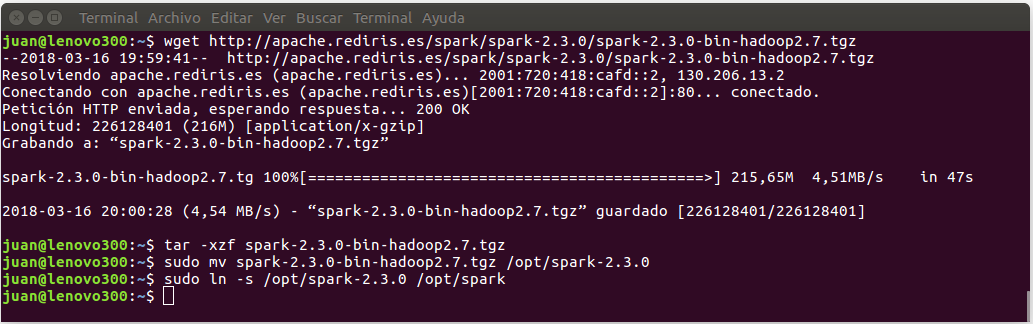 Terminal Archivo Editar Ver Buscar Terminal Ayuda
juan@lenovo300:~$ wget http://apache.rediris.es/spark/spark-2.3.0/spark-2.3.0-bin-hadoop2.7.tgz
--2018-03-16 19:59:41--  http://apache.rediris.es/spark/spark-2.3.0/spark-2.3.0-bin-hadoop2.7.tgz
Resolviendo apache.rediris.es (apache.rediris.es)... 2001:720:418:cafd::2, 130.206.13.2
Conectando con apache.rediris.es (apache.rediris.es)[2001:720:418:cafd::2]:80... conectado.
Petición HTTP enviada, esperando respuesta... 200 OK
Longitud: 226128401 (216M) [application/x-gzip]
Grabando a: “spark-2.3.0-bin-hadoop2.7.tgz”
spark-2.3.0-bin-hadoop2.7.tg 100%[============================================>] 215,65M  4,51MB/s    in 47s
2018-03-16 20:00:28 (4,54 MB/s) - “spark-2.3.0-bin-hadoop2.7.tgz” guardado [226128401/226128401]
juan@lenovo300:~$ tar -xzf spark-2.3.0-bin-hadoop2.7.tgz
juan@lenovo300:~$ sudo mv spark-2.3.0-bin-hadoop2.7.tgz /opt/spark-2.3.0
juan@lenovo300:~$ sudo ln -s /opt/spark-2.3.0 /opt/spark
juan@lenovo300:~$